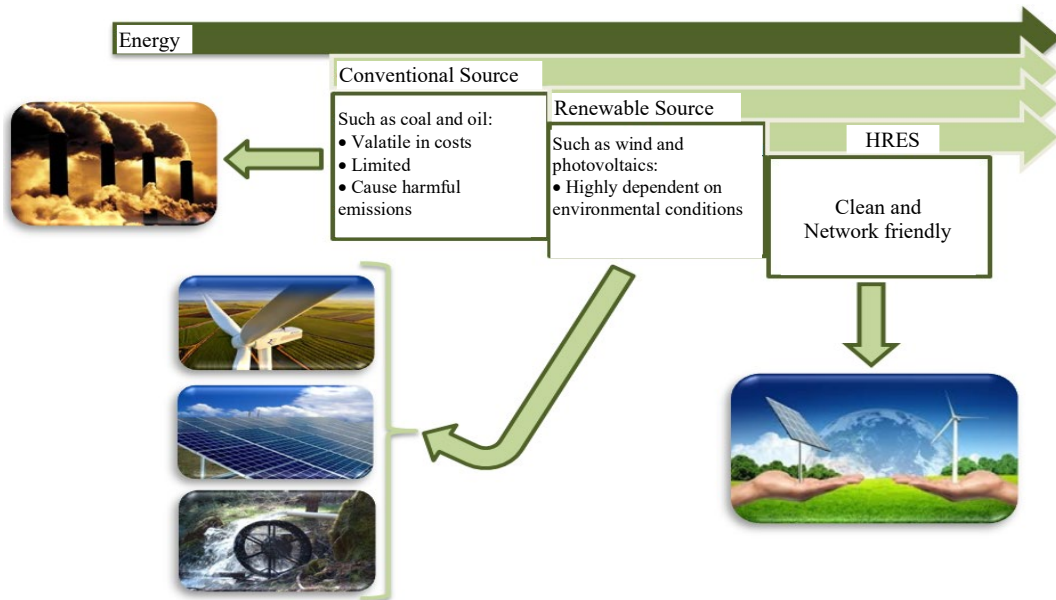 Energy
Conventional Source
Such as coal and oil:
• Valatile in costs
• Limited
• Cause harmful
emissions
Renewable Source
Such as wind and
photovoltaics:
• Highly dependent on
environmental conditions
HRES
Clean and
Network friendly